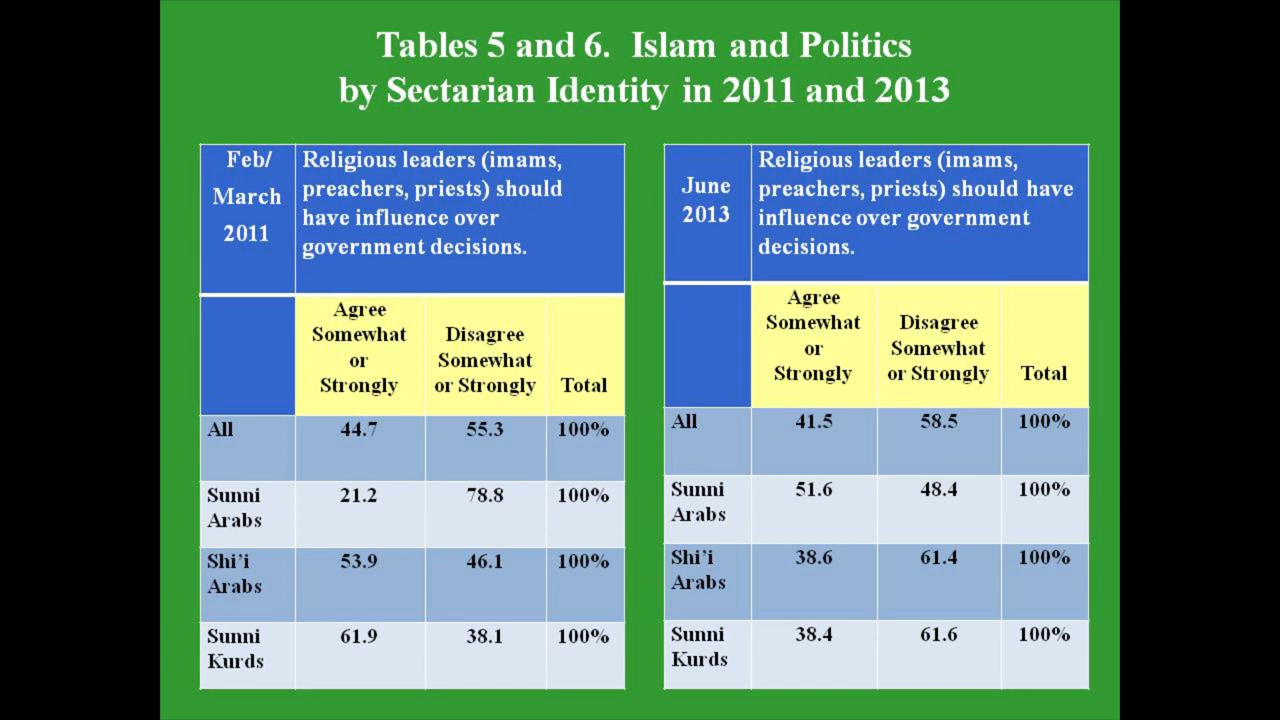 Tables 5 and 6. Islam and Politics
by Sectarian Identity in 2011 and 2013
Feb/
March
2011
Religious leaders (imams,
preachers, priests) should
have influence over
government decisions.
Agree
Somewhat
or
Strongly
Disagree
Somewhat
or Strongly
Total
All 44.7 55.3 100%
Sunni
Arabs
21.2 78.8 100%
Shi'i
Arabs
53.9 46.1 100%
Sunni
Kurds
61.9 38.1 100%
June
2013
Religious leaders (imams,
preachers, priests) should have
influence over government
decisions.
Agree
Somewhat
or
Strongly
Disagree
Somewhat
or Strongly
Total
All 41.5 58.5 100%
Sunni
Arabs
51.6 48.4 100%
Shi'i
Arabs
38.6 61.4 100%
Sunni
Kurds
38.4 61.6 100%